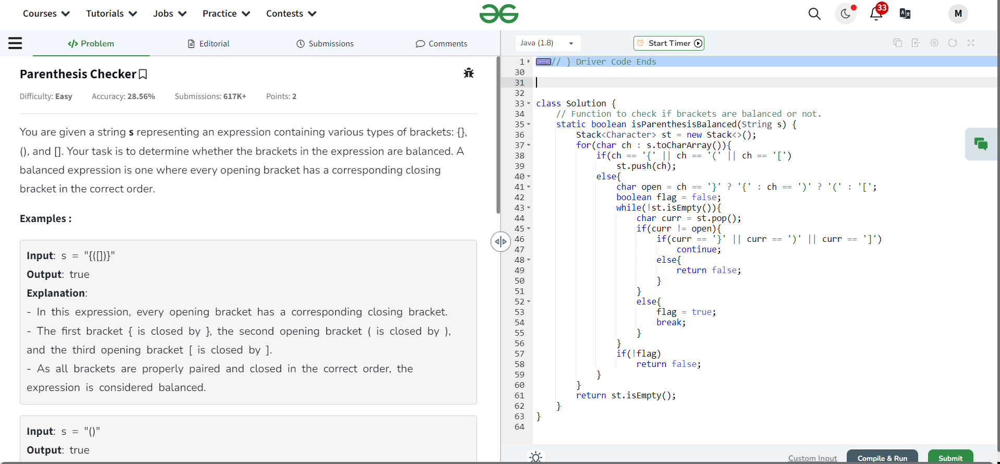 Courses Tutorials Jobs Practice Contests 33 M
Problem Editorial Submissions Comments
Parenthesis Checker
Difficulty: Easy Accuracy: 28.56% Submissions: 617K+ Points: 2
You are given a string s representing an expression containing various types of brackets: {},
(), and []. Your task is to determine whether the brackets in the expression are balanced. A
balanced expression is one where every opening bracket has a corresponding closing
bracket in the correct order.
Examples :
Input: s = "{([])}"
Output: true
Explanation:
- In this expression, every opening bracket has a corresponding closing bracket.
- The first bracket { is closed by }, the second opening bracket ( is closed by ),
and the third opening bracket [ is closed by ].
- As all brackets are properly paired and closed in the correct order, the
expression is considered balanced.
Input: s = "()"
Output: true
Java (1.8) Start Timer
1 // } Driver Code Ends
30
31
32
33 class Solution {
34 // Function to check if brackets are balanced or not.
35 static boolean isParenthesisBalanced(String s) {
36 Stack<Character> st = new Stack<>();
37 for(char ch : s.toCharArray()){
38 if(ch == '{' || ch == '(' || ch == '[')
39 st.push(ch);
40 else{
41 char open = ch == '}' ? '{' : ch == ')' ? '(' : '[';
42 boolean flag = false;
43 while(!st.isEmpty()){
44 char curr = st.pop();
45 if(curr != open){
46 if(curr == '}' || curr == ')' || curr == ']')
47 continue;
48 else{
49 return false;
50 }
51 }
52 else{
53 flag = true;
54 break;
55 }
56 }
57 if(!flag)
58 return false;
59 }
60 }
61 return st.isEmpty();
62 }
63 }
64
Custom Input Compile & Run Submit